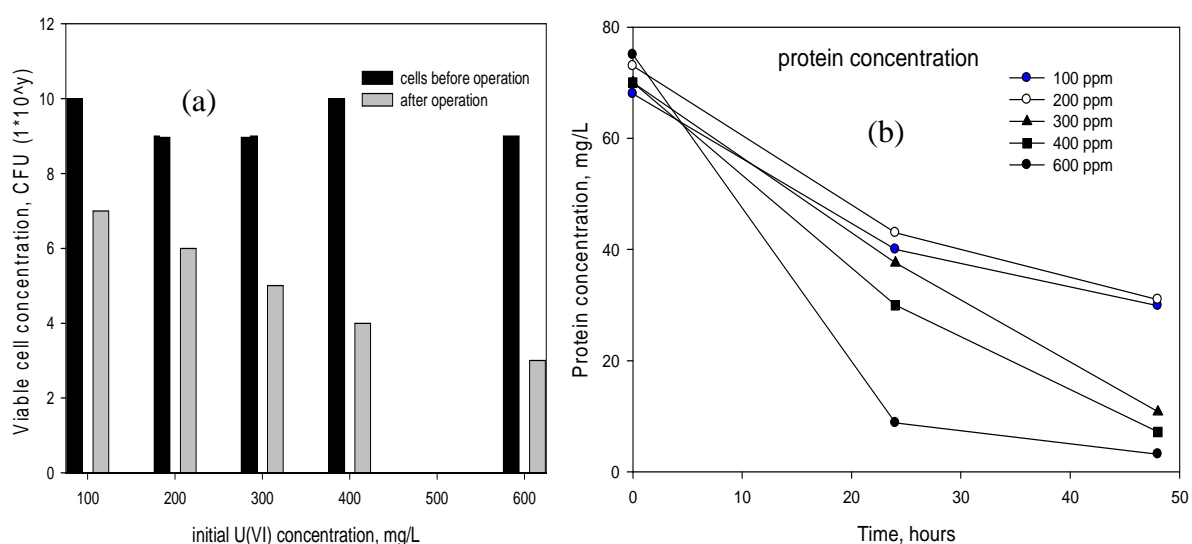 12
10
8
6
4
2
0
Viable cell concentration, CFU (1*10^y)
(a)
cells before operation
after operation
100 200 300 400 500 600
initial U(VI) concentration, mg/L
80
60
40
20
0
Protein concentration, mg/L
protein concentration
(b)
100 ppm
200 ppm
300 ppm
400 ppm
600 ppm
0 10 20 30 40 50
Time, hours